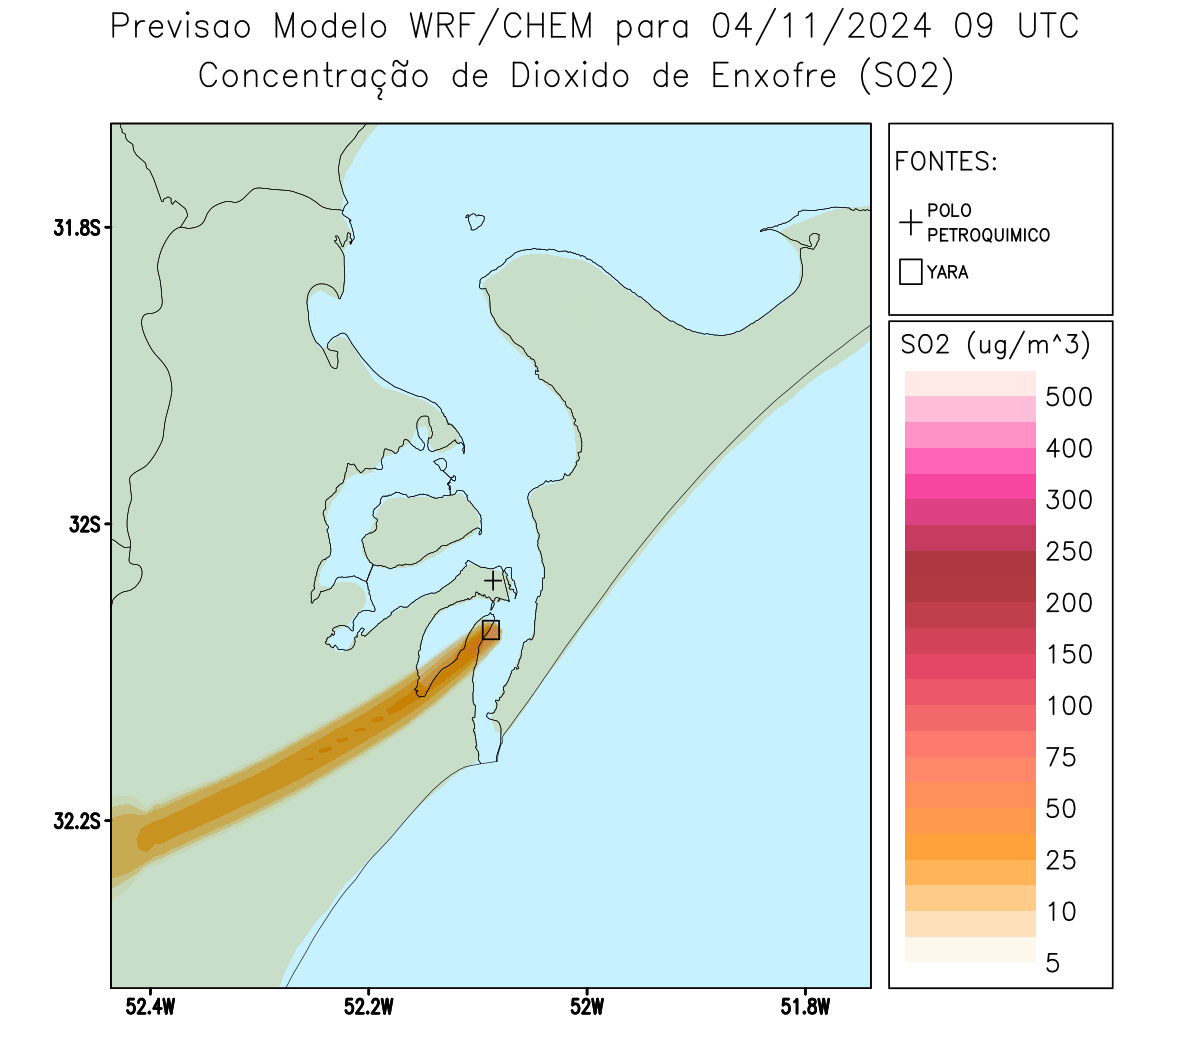 Previsao Modelo WRF/CHEM para 04/11/2024 09 UTC
Concentração de Dioxido de Enxofre (SO2)
FONTES:
POLO
PETROQUIMICO
YARA
SO2 (ug/m^3)
500
400
300
250
200
150
100
75
50
25
10
5
31.8S
32S
32.2S
52.4W
52.2W
52W
51.8W